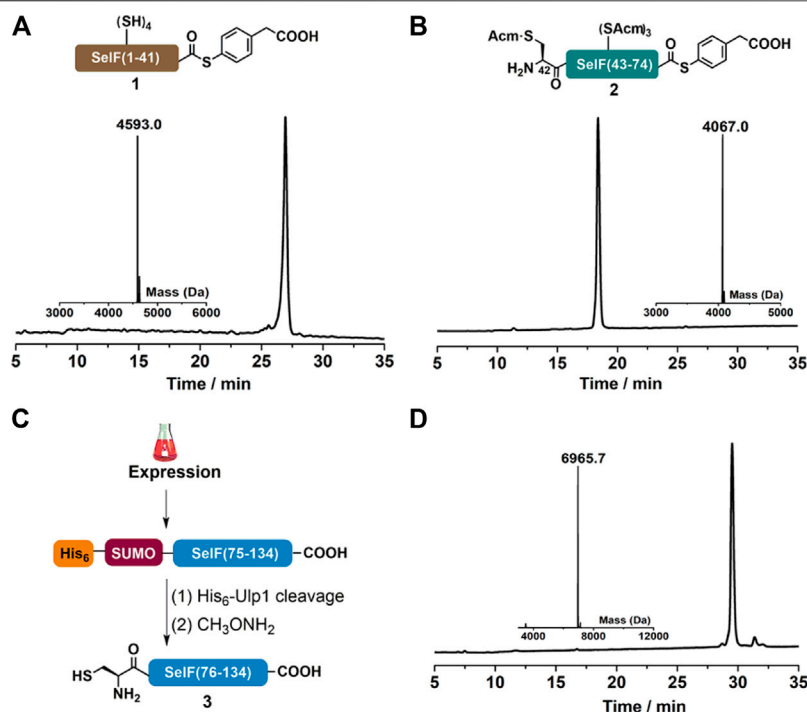 A
(SH)4
SelF(1-41)
O
S
COOH
1
4593.0
Mass (Da)
3000 4000 5000 6000
5 10 15 20 25 30 35
Time / min
B
Acm-S
(SAcm)3
H2N
42
O
SelF(43-74)
O
S
COOH
2
4067.0
Mass (Da)
3000 4000 5000
5 10 15 20 25 30 35
Time / min
C
Expression
His6 SUMO SelF(75-134) COOH
(1) His6-Ulp1 cleavage
(2) CH3ONH2
O
HS
NH2
SelF(76-134)
COOH
3
D
6965.7
Mass (Da)
4000 8000 12000
5 10 15 20 25 30 35
Time / min